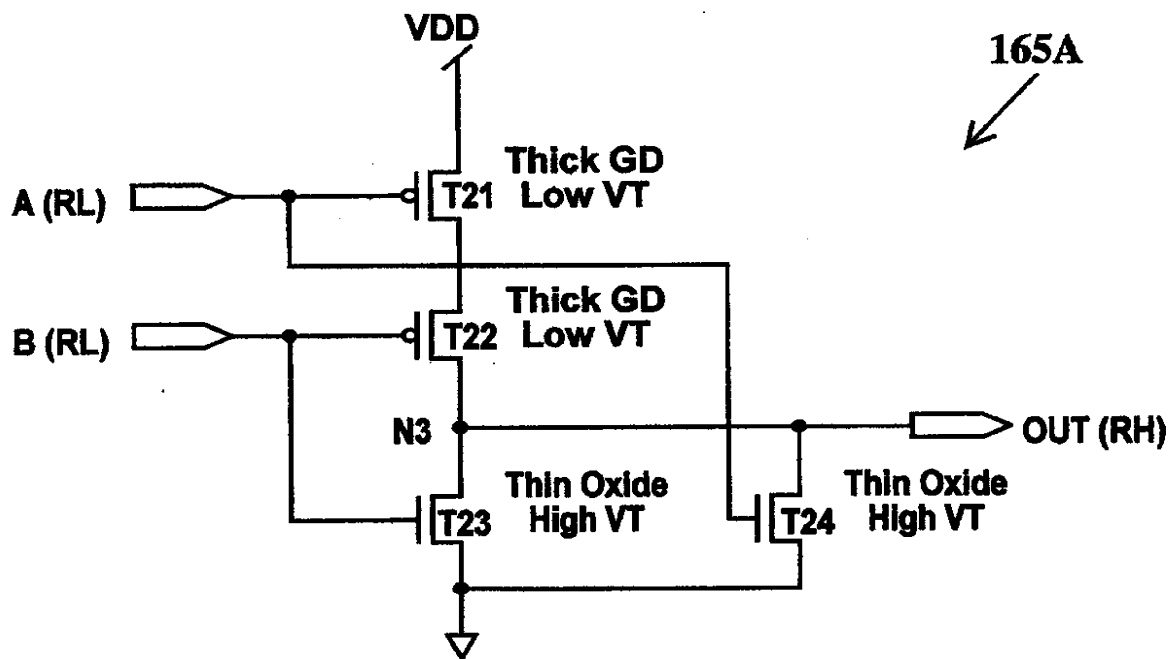 VDD
165A
Thick GD
Low VT
A (RL)
T21
Thick GD
Low VT
B (RL)
T22
N3
OUT (RH)
Thin Oxide
High VT
T23
Thin Oxide
High VT
T24